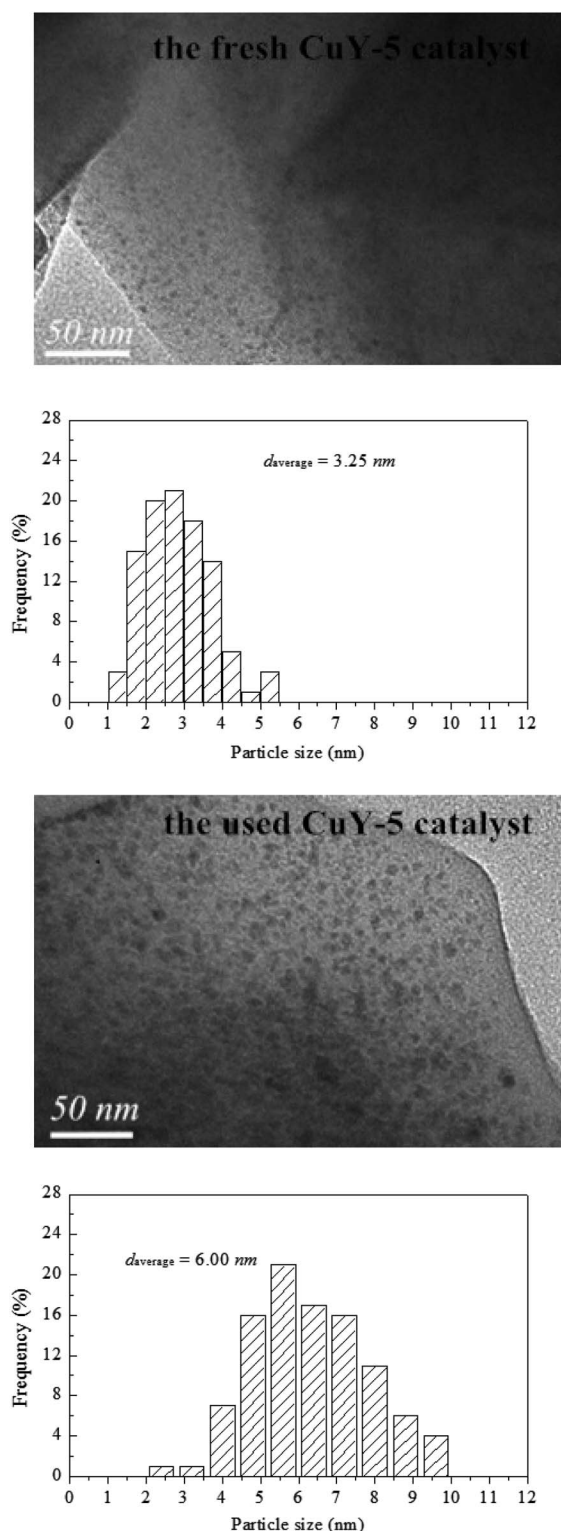 the fresh CuY-5 catalyst
50 nm
28
24
20
16
12
8
4
0
Frequency (%)
daverage = 3.25 nm
0 1 2 3 4 5 6 7 8 9 10 11 12
Particle size (nm)
the used CuY-5 catalyst
50 nm
28
24
20
16
12
8
4
0
Frequency (%)
daverage = 6.00 nm
0 1 2 3 4 5 6 7 8 9 10 11 12
Particle size (nm)